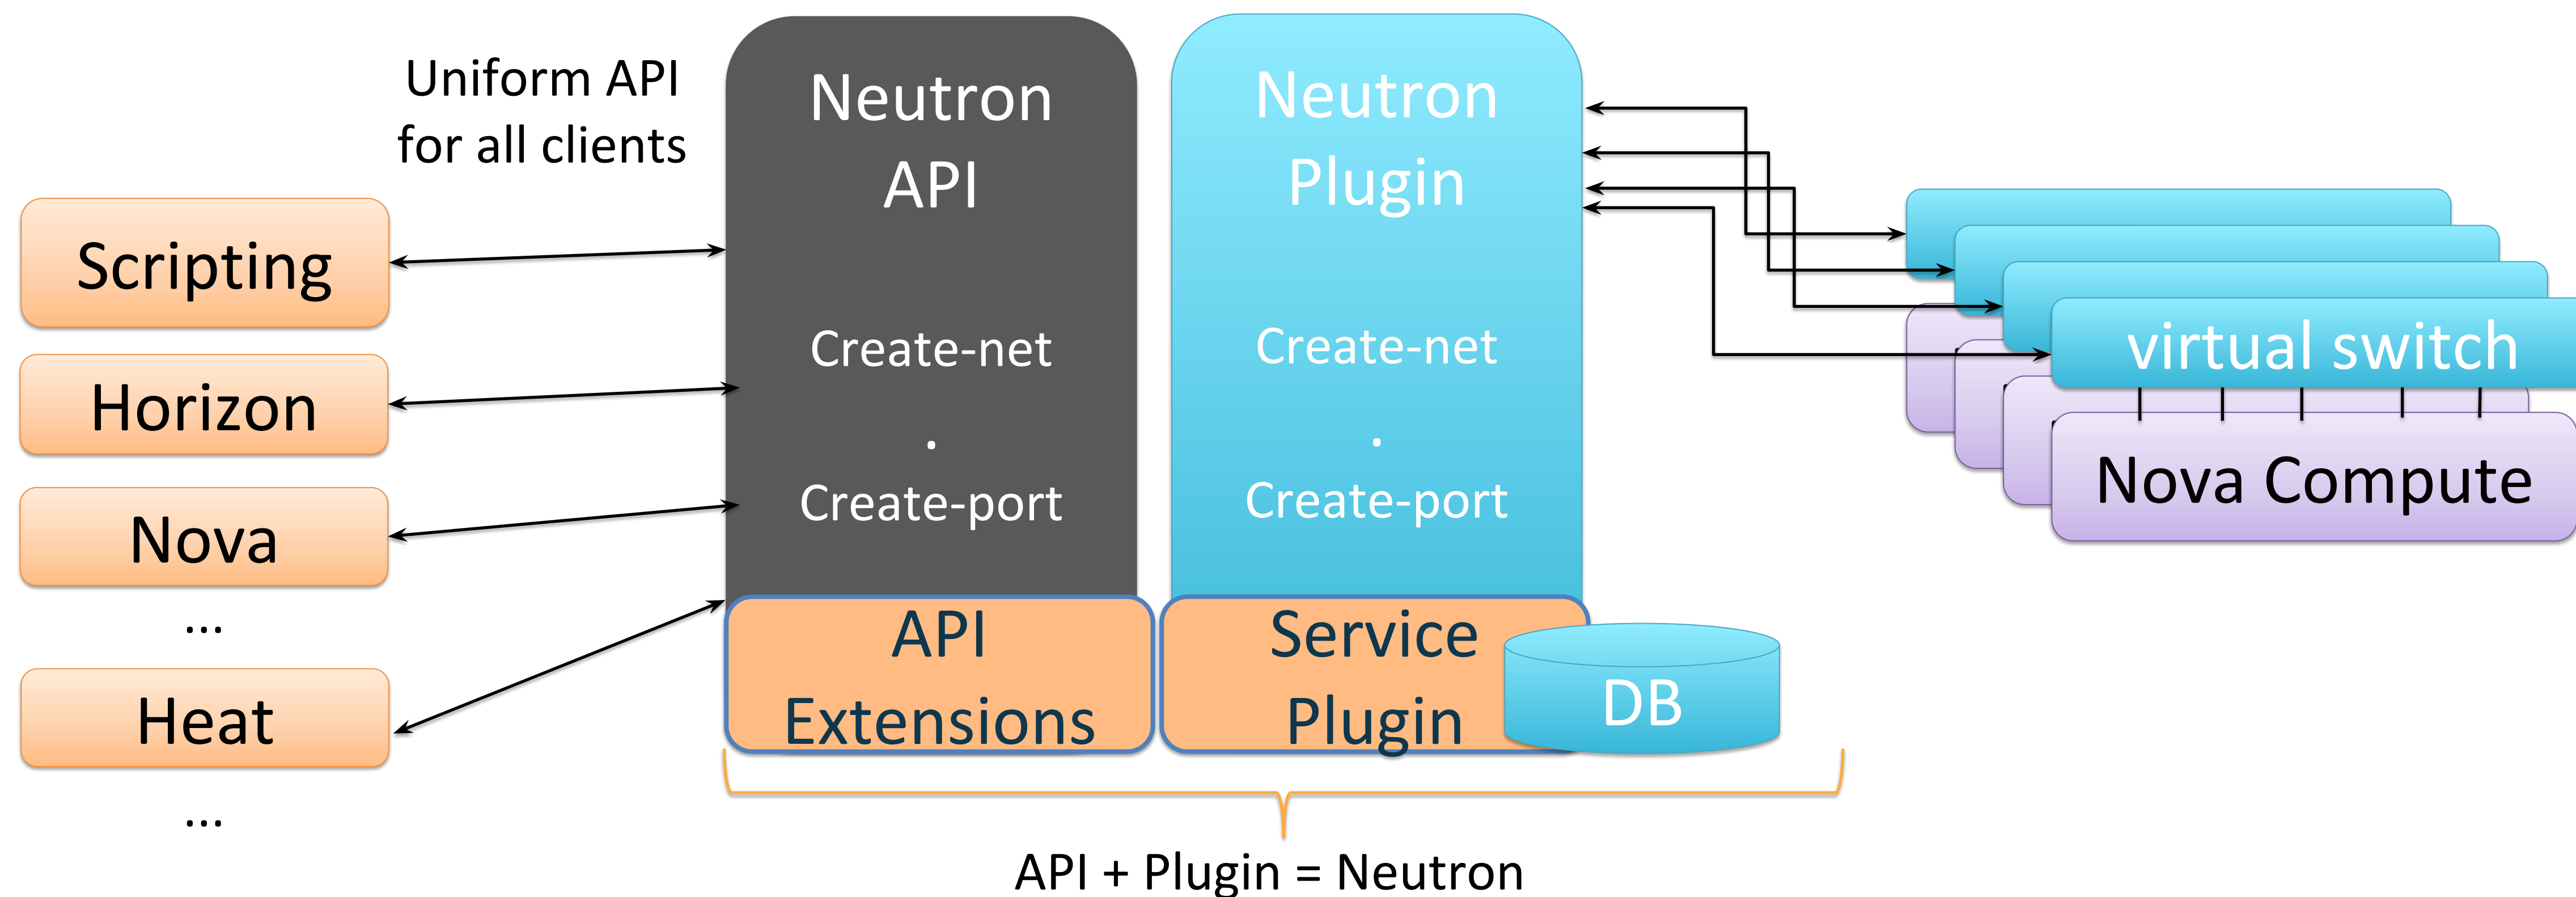 Uniform API
for all clients
Scripting
Horizon
Nova
...
Heat
...
Neutron
API
Create-net
.
Create-port
API
Extensions
Neutron
Plugin
Create-net
.
Create-port
Service
Plugin
DB
virtual switch
Nova Compute
API + Plugin = Neutron